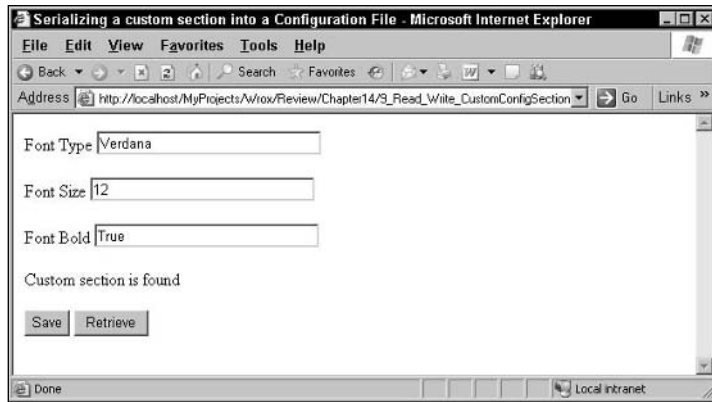 Serializing a custom section into a Configuration File - Microsoft Internet Explorer
File Edit View Favorites Tools Help
Back Search Favorites
Address http://localhost/MyProjects/Wrox/Review/Chapter14/9_Read_Write_CustomConfigSection Go Links »
Font Type Verdana
Font Size 12
Font Bold True
Custom section is found
Save Retrieve
Done Local intranet